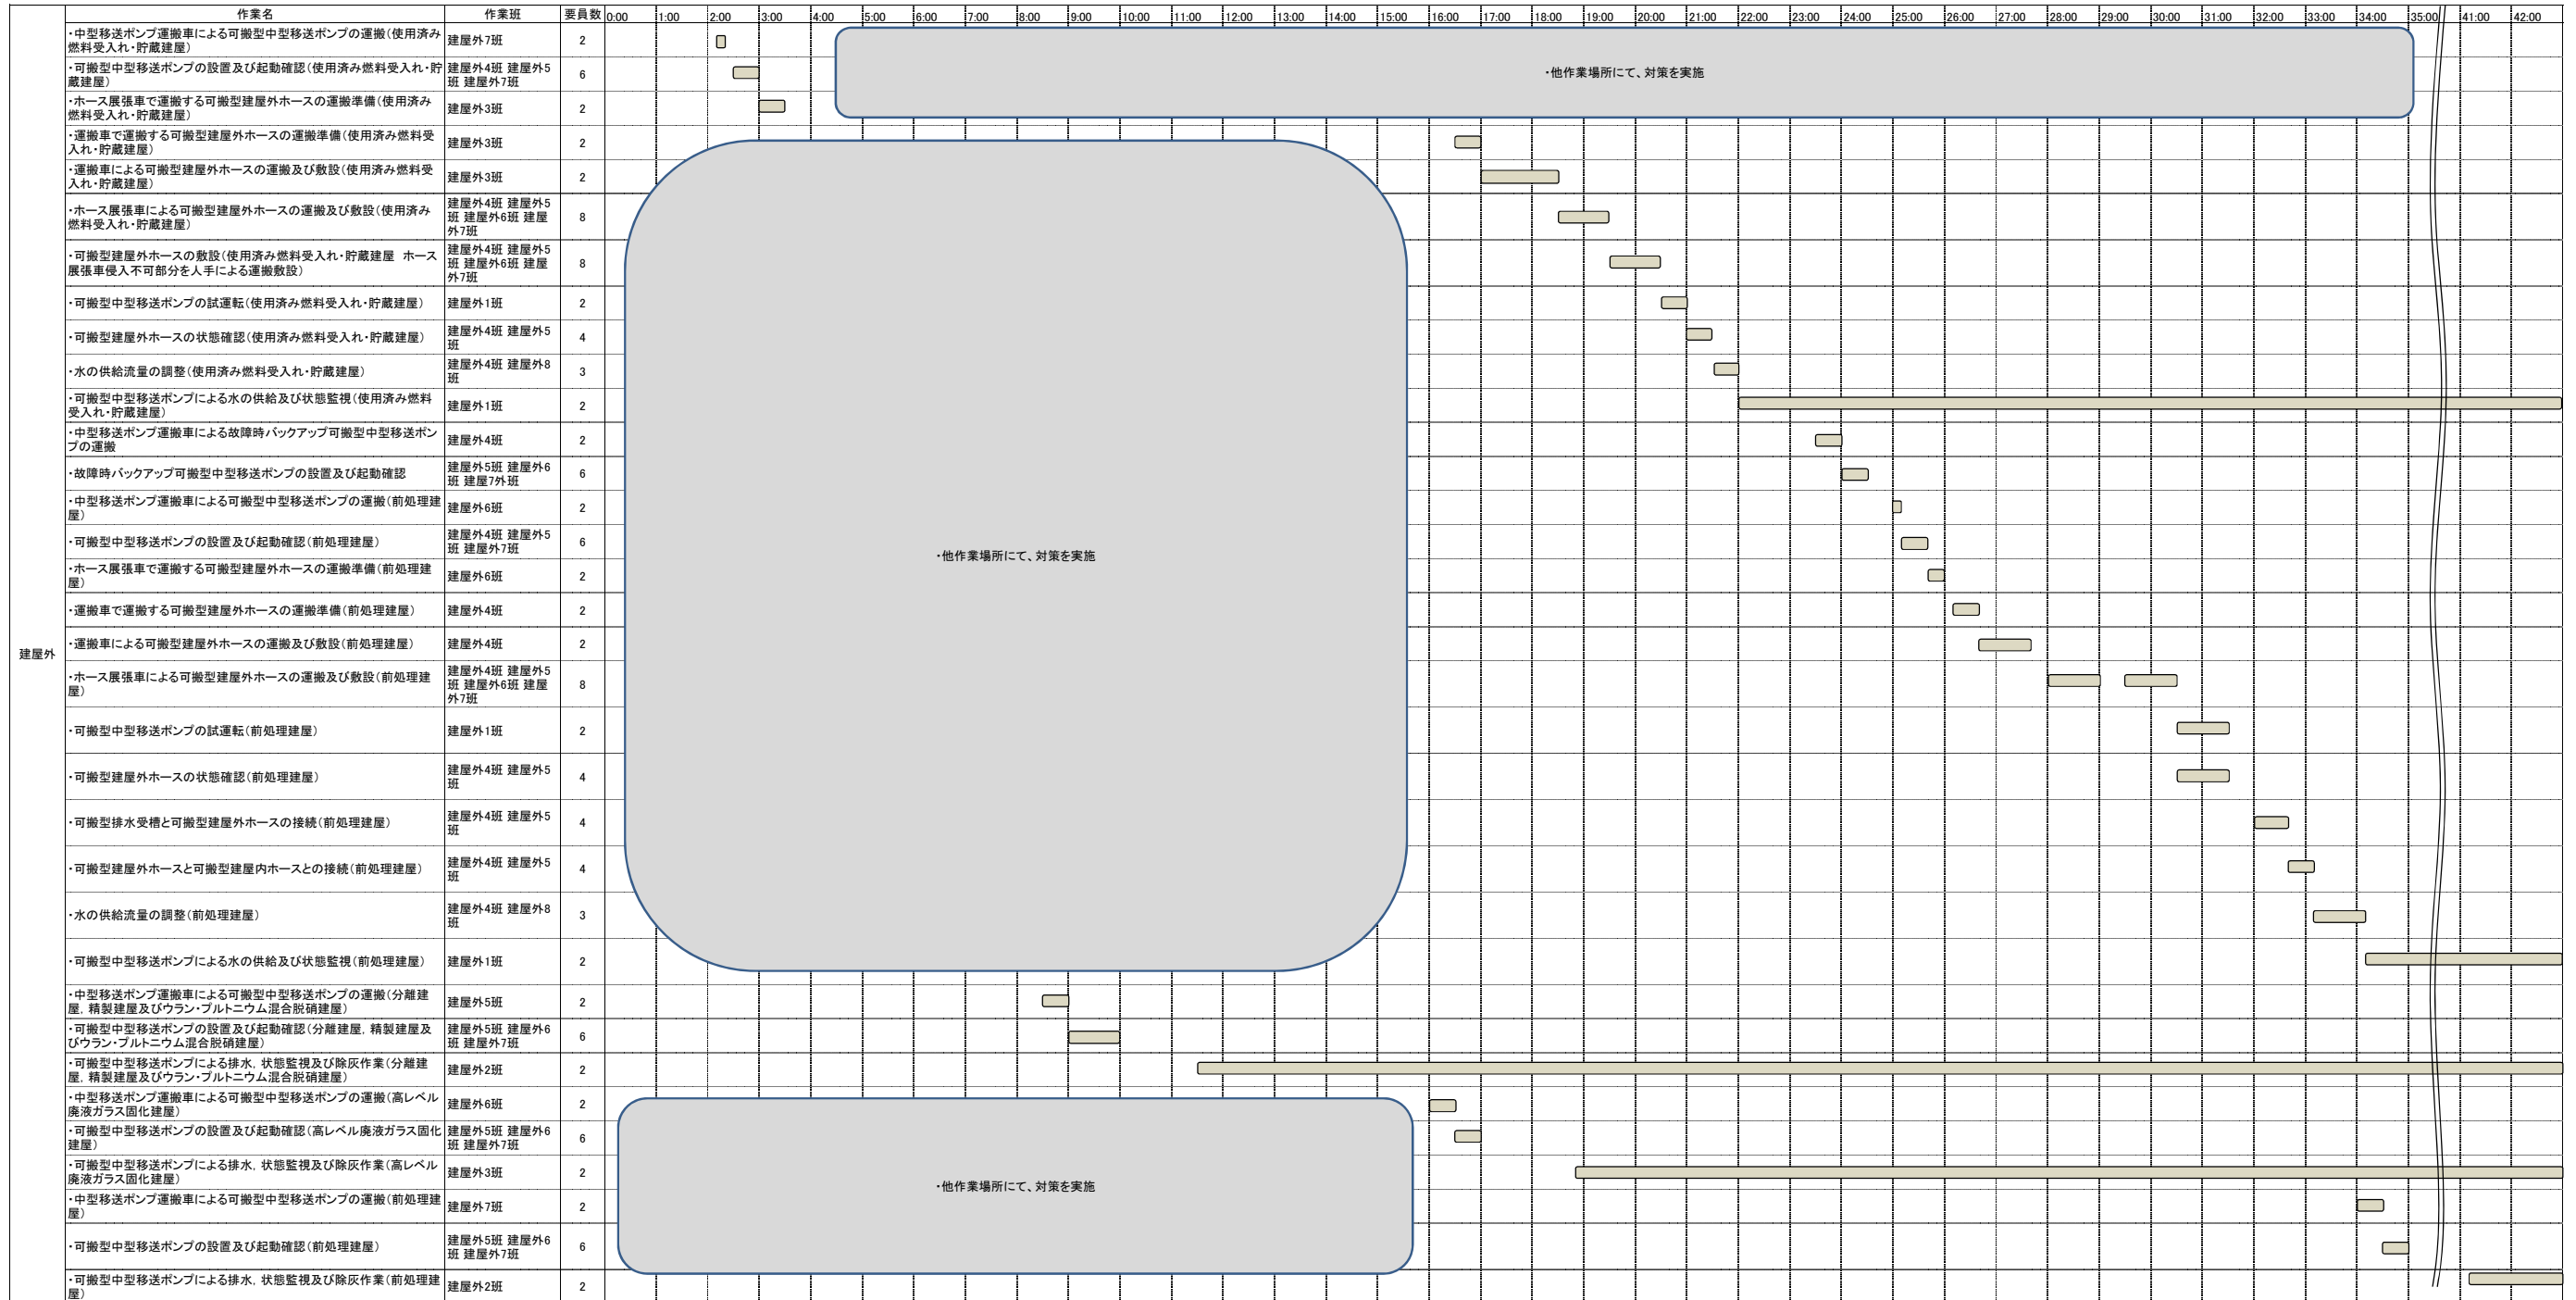 作業名 作業班 要員数 0:00 1:00 2:00 3:00 4:00 5:00 6:00 7:00 8:00 9:00 10:00 11:00 12:00 13:00 14:00 15:00 16:00 17:00 18:00 19:00 20:00 21:00 22:00 23:00 24:00 25:00 26:00 27:00 28:00 29:00 30:00 31:00 32:00 33:00 34:00 35:00 41:00 42:00
建屋外
・中型移送ポンプ運搬車による可搬型中型移送ポンプの運搬(使用済み
燃料受入れ・貯蔵建屋)
建屋外7班
2
・可搬型中型移送ポンプの設置及び起動確認(使用済み燃料受入れ・貯
蔵建屋)
建屋外4班 建屋外5
班 建屋外7班
6
・他作業場所にて、対策を実施
・ホース展張車で運搬する可搬型建屋外ホースの運搬準備(使用済み
燃料受入れ・貯蔵建屋)
建屋外3班
2
・運搬車で運搬する可搬型建屋外ホースの運搬準備(使用済み燃料受
入れ・貯蔵建屋)
建屋外3班
2
・運搬車による可搬型建屋外ホースの運搬及び敷設(使用済み燃料受
入れ・貯蔵建屋)
建屋外3班
2
・ホース展張車による可搬型建屋外ホースの運搬及び敷設(使用済み
燃料受入れ・貯蔵建屋)
建屋外4班 建屋外5
班 建屋外6班 建屋
外7班
8
・可搬型建屋外ホースの敷設(使用済み燃料受入れ・貯蔵建屋 ホース
展張車侵入不可部分を人手による運搬敷設)
建屋外4班 建屋外5
班 建屋外6班 建屋
外7班
8
・可搬型中型移送ポンプの試運転(使用済み燃料受入れ・貯蔵建屋)
建屋外1班
2
・可搬型建屋外ホースの状態確認(使用済み燃料受入れ・貯蔵建屋)
建屋外4班 建屋外5
班
4
・水の供給流量の調整(使用済み燃料受入れ・貯蔵建屋)
建屋外4班 建屋外8
班
3
・可搬型中型移送ポンプによる水の供給及び状態監視(使用済み燃料
受入れ・貯蔵建屋)
建屋外1班
2
・中型移送ポンプ運搬車による故障時バックアップ可搬型中型移送ポン
プの運搬
建屋外4班
2
・故障時バックアップ可搬型中型移送ポンプの設置及び起動確認
建屋外5班 建屋外6
班 建屋7外班
6
・中型移送ポンプ運搬車による可搬型中型移送ポンプの運搬(前処理建
屋)
建屋外6班
2
・可搬型中型移送ポンプの設置及び起動確認(前処理建屋)
建屋外4班 建屋外5
班 建屋外7班
6
・他作業場所にて、対策を実施
・ホース展張車で運搬する可搬型建屋外ホースの運搬準備(前処理建
屋)
建屋外6班
2
・運搬車で運搬する可搬型建屋外ホースの運搬準備(前処理建屋)
建屋外4班
2
・運搬車による可搬型建屋外ホースの運搬及び敷設(前処理建屋)
建屋外4班
2
・ホース展張車による可搬型建屋外ホースの運搬及び敷設(前処理建
屋)
建屋外4班 建屋外5
班 建屋外6班 建屋
外7班
8
・可搬型中型移送ポンプの試運転(前処理建屋)
建屋外1班
2
・可搬型建屋外ホースの状態確認(前処理建屋)
建屋外4班 建屋外5
班
4
・可搬型排水受槽と可搬型建屋外ホースの接続(前処理建屋)
建屋外4班 建屋外5
班
4
・可搬型建屋外ホースと可搬型建屋内ホースとの接続(前処理建屋)
建屋外4班 建屋外5
班
4
・水の供給流量の調整(前処理建屋)
建屋外4班 建屋外8
班
3
・可搬型中型移送ポンプによる水の供給及び状態監視(前処理建屋)
建屋外1班
2
・中型移送ポンプ運搬車による可搬型中型移送ポンプの運搬(分離建
屋,精製建屋及びウラン・プルトニウム混合脱硝建屋)
建屋外5班
2
・可搬型中型移送ポンプの設置及び起動確認(分離建屋,精製建屋及
びウラン・プルトニウム混合脱硝建屋)
建屋外5班 建屋外6
班 建屋外7班
6
・可搬型中型移送ポンプによる排水,状態監視及び除灰作業(分離建
屋,精製建屋及びウラン・プルトニウム混合脱硝建屋)
建屋外2班
2
・中型移送ポンプ運搬車による可搬型中型移送ポンプの運搬(高レベル
廃液ガラス固化建屋)
建屋外6班
2
・可搬型中型移送ポンプの設置及び起動確認(高レベル廃液ガラス固化
建屋)
建屋外5班 建屋外6
班 建屋外7班
6
・可搬型中型移送ポンプによる排水,状態監視及び除灰作業(高レベル
廃液ガラス固化建屋)
建屋外3班
2
・他作業場所にて、対策を実施
・中型移送ポンプ運搬車による可搬型中型移送ポンプの運搬(前処理建
屋)
建屋外7班
2
・可搬型中型移送ポンプの設置及び起動確認(前処理建屋)
建屋外5班 建屋外6
班 建屋外7班
6
・可搬型中型移送ポンプによる排水,状態監視及び除灰作業(前処理建
屋)
建屋外2班
2